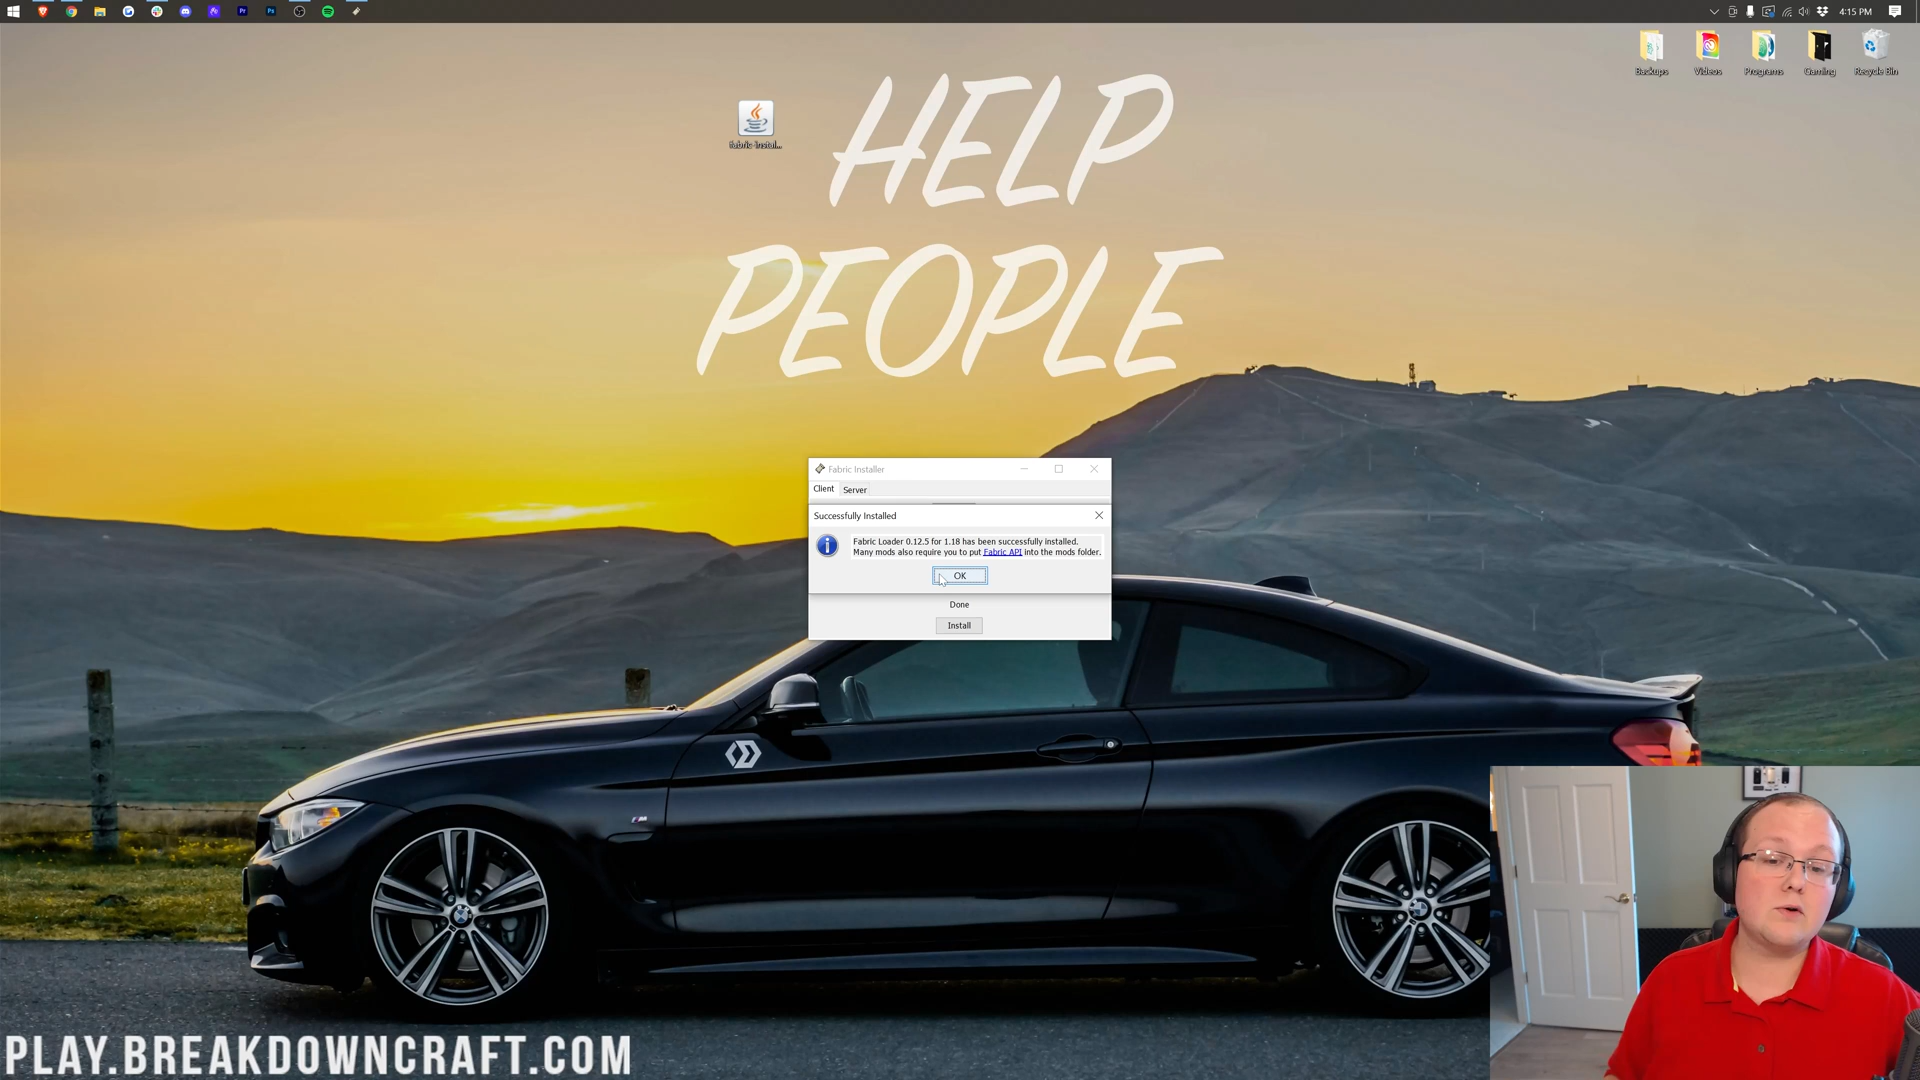 4:15 PM
Backups
Videos
Programs
Gaming
Recycle Bin
fabric-instal...
HELP
PEOPLE
Fabric Installer
Client
Server
Successfully Installed
Fabric Loader 0.12.5 for 1.18 has been successfully installed.
Many mods also require you to put Fabric API into the mods folder.
OK
Done
Install
PLAY.BREAKDOWNCRAFT.COM